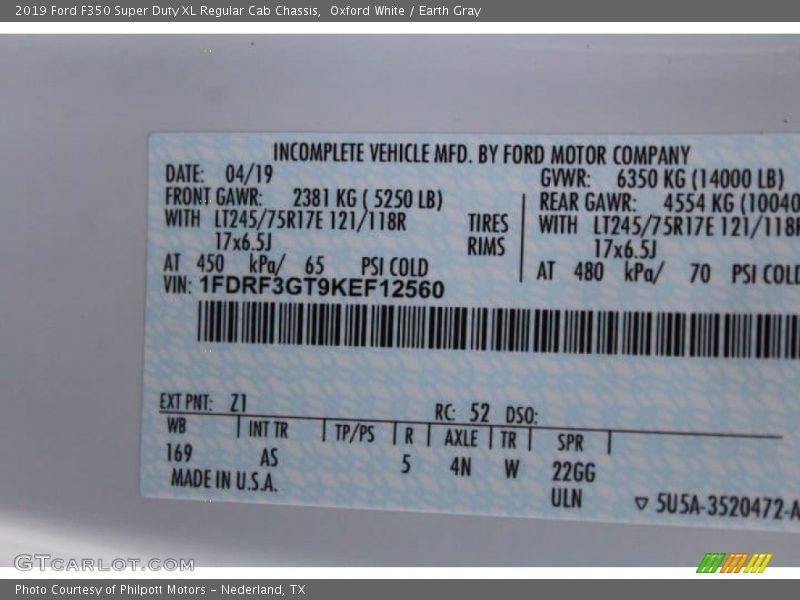 2019 Ford F350 Super Duty XL Regular Cab Chassis, Oxford White / Earth Gray
INCOMPLETE VEHICLE MFD. BY FORD MOTOR COMPANY
DATE: 04/19 GVWR: 6350 KG (14000 LB)
FRONT GAWR: 2381 KG ( 5250 LB) REAR GAWR: 4554 KG (10040
WITH LT245/75R17E 121/118R TIRES WITH LT245/75R17E 121/118R
17x6.5J RIMS 17x6.5J
AT 450 kPa/ 65 PSI COLD AT 480 kPa/ 70 PSI COLD
VIN: 1FDRF3GT9KEF12560
EXT PNT: Z1 RC: 52 DSO:
WB INT TR TP/PS R AXLE TR SPR
169 AS 5 4N W 22GG
MADE IN U.S.A. ULN ▽ 5U5A-3520472-A
GTCARLOT.COM
Photo Courtesy of Philpott Motors - Nederland, TX